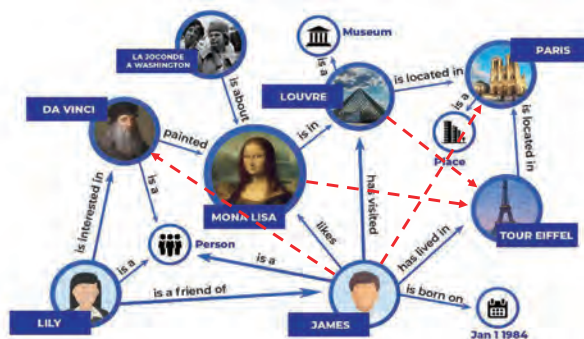 Museum
LA JOCONDE
A WASHINGTON
PARIS
is a
is located in
DA VINCI
is about
LOUVRE
is a
painted
is in
is located in
Place
is interested in
is a
MONA LISA
has visited
TOUR EIFFEL
Person
likes
has lived in
is a
is a
is a friend of
is born on
LILY
JAMES
Jan 1 1984